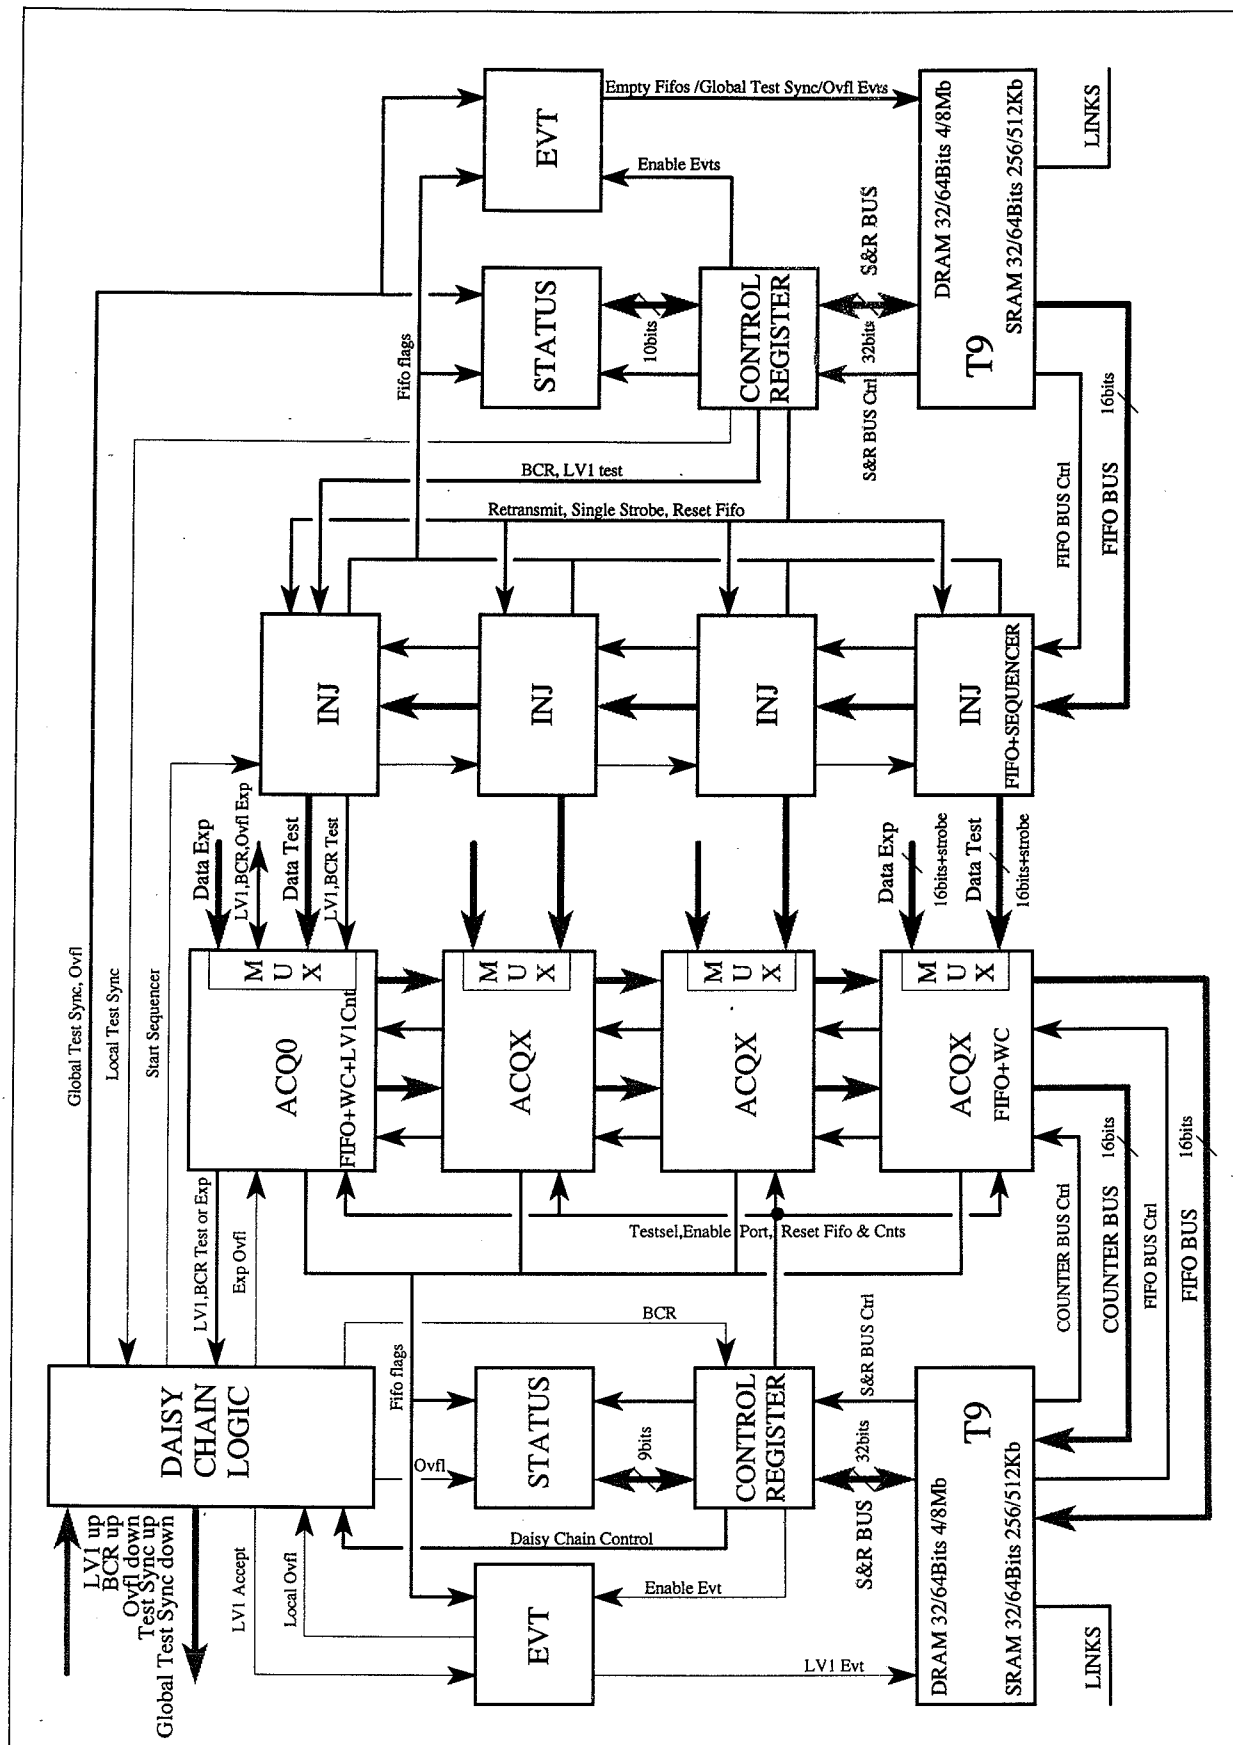 LV1 up
BCR up
Ovfl down
Test Sync up
Global Test Sync down
DAISY
CHAIN
LOGIC
Global Test Sync, Ovfl
Local Test Sync
Start Sequencer
LV1 Accept
Local Ovfl
LV1,BCR Test or Exp
Exp Ovfl
Ovfl
Fifo flags
BCR
Daisy Chain Control
EVT
STATUS
9bits
Enable Evt
LV1 Evt
CONTROL
REGISTER
S&R BUS
32bits
S&R BUS Ctrl
DRAM 32/64Bits 4/8Mb
T9
SRAM 32/64Bits 256/512Kb
LINKS
COUNTER BUS Ctrl
COUNTER BUS
16bits
FIFO BUS Ctrl
FIFO BUS
16bits
ACQ0
FIFO+WC+LV1Cnt
MUX
ACQX
MUX
ACQX
MUX
ACQX
FIFO+WC
MUX
Testsel,Enable Port, Reset Fifo & Cnts
Data Exp
LV1,BCR,Ovfl Exp
Data Test
LV1,BCR Test
Data Exp
16bits+strobe
Data Test
16bits+strobe
INJ
INJ
INJ
INJ
FIFO+SEQUENCER
Retransmit, Single Strobe, Reset Fifo
BCR, LV1 test
Fifo flags
STATUS
EVT
10bits
Enable Evts
Empty Fifos /Global Test Sync/Ovfl Evts
CONTROL
REGISTER
S&R BUS Ctrl
32bits
S&R BUS
T9
DRAM 32/64Bits 4/8Mb
SRAM 32/64Bits 256/512Kb
LINKS
FIFO BUS Ctrl
FIFO BUS
16bits